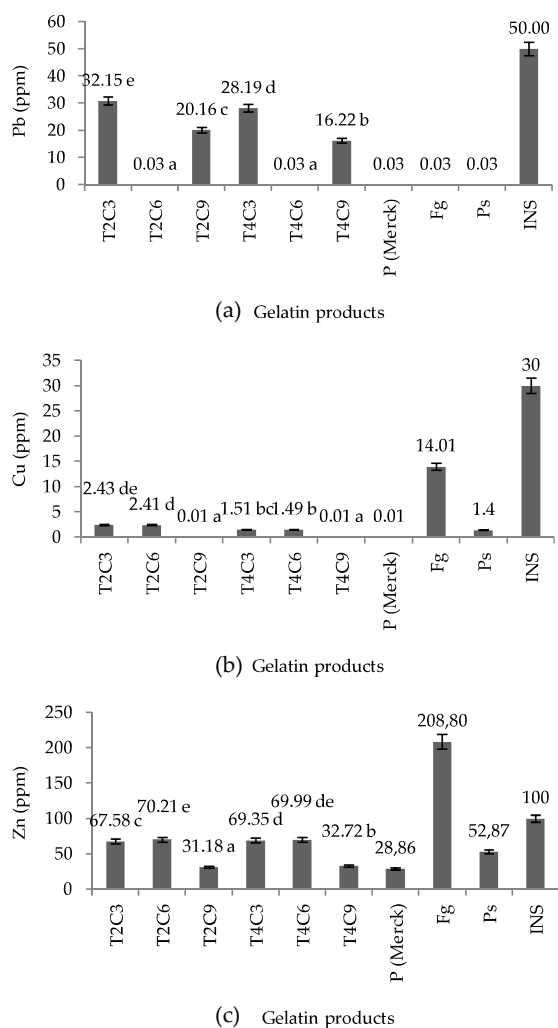 60
50.00
50
40
32.15 e
28.19 d
30
20.16 c
16.22 b
20
10
0.03 a
0.03 a
0.03
0.03
0.03
0
Pb (ppm)
T2C3
T2C6
T2C9
T4C3
T4C6
T4C9
P (Merck)
Fg
Ps
INS
(a) Gelatin products
35
30
30
25
20
14.01
15
10
2.43 de
2.41 d
1.51 bc
1.49 b
5
0.01 a
0.01 a
0.01
1.4
0
Cu (ppm)
T2C3
T2C6
T2C9
T4C3
T4C6
T4C9
P (Merck)
Fg
Ps
INS
(b) Gelatin products
250
208,80
200
150
100
67.58 c
70.21 e
69.35 d
69.99 de
100
31.18 a
32.72 b
28,86
52,87
50
0
Zn (ppm)
T2C3
T2C6
T2C9
T4C3
T4C6
T4C9
P (Merck)
Fg
Ps
INS
(c) Gelatin products